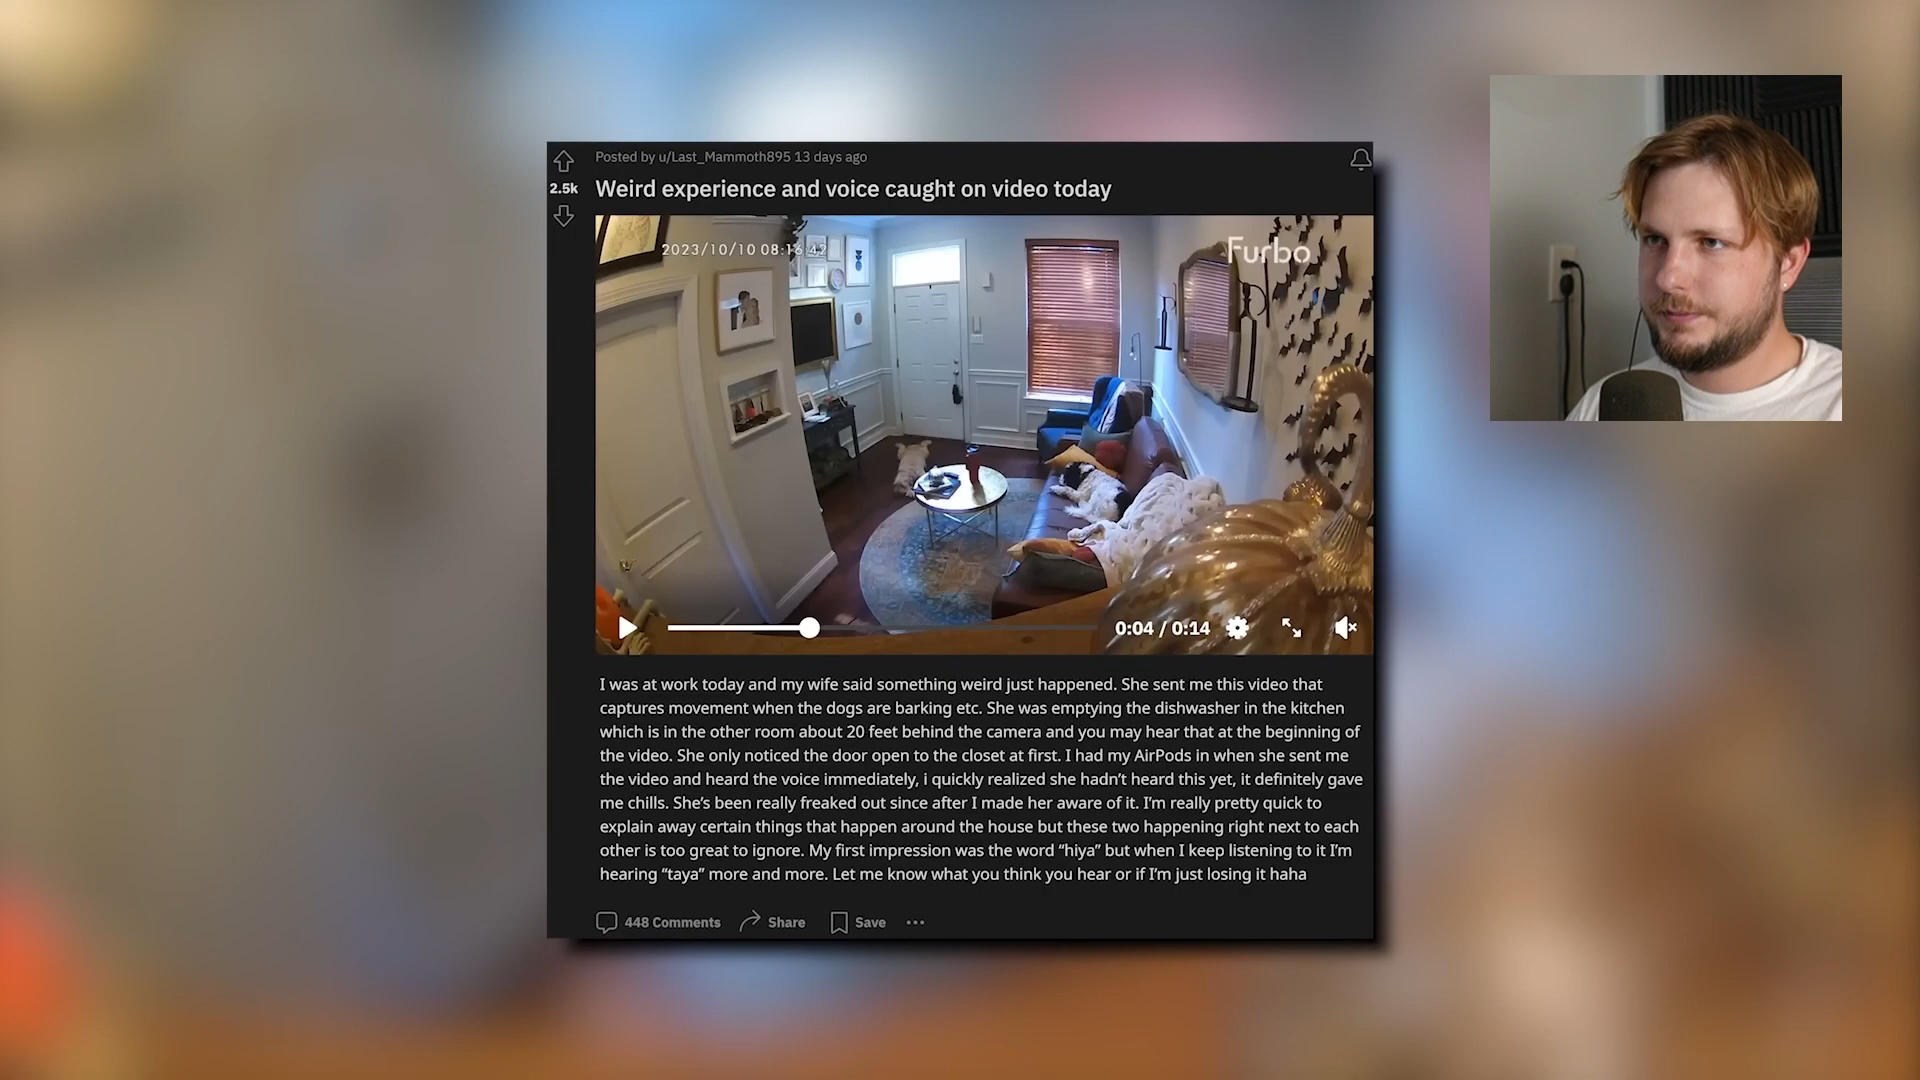 Posted by u/Last_Mammoth895 13 days ago
2.5k
Weird experience and voice caught on video today
2023/10/10 08:16:42
Furbo
0:04 / 0:14
I was at work today and my wife said something weird just happened. She sent me this video that
captures movement when the dogs are barking etc. She was emptying the dishwasher in the kitchen
which is in the other room about 20 feet behind the camera and you may hear that at the beginning of
the video. She only noticed the door open to the closet at first. I had my AirPods in when she sent me
the video and heard the voice immediately, i quickly realized she hadn't heard this yet, it definitely gave
me chills. She's been really freaked out since after I made her aware of it. I'm really pretty quick to
explain away certain things that happen around the house but these two happening right next to each
other is too great to ignore. My first impression was the word “hiya” but when I keep listening to it I'm
hearing “taya” more and more. Let me know what you think you hear or if I'm just losing it haha
448 Comments
Share
Save